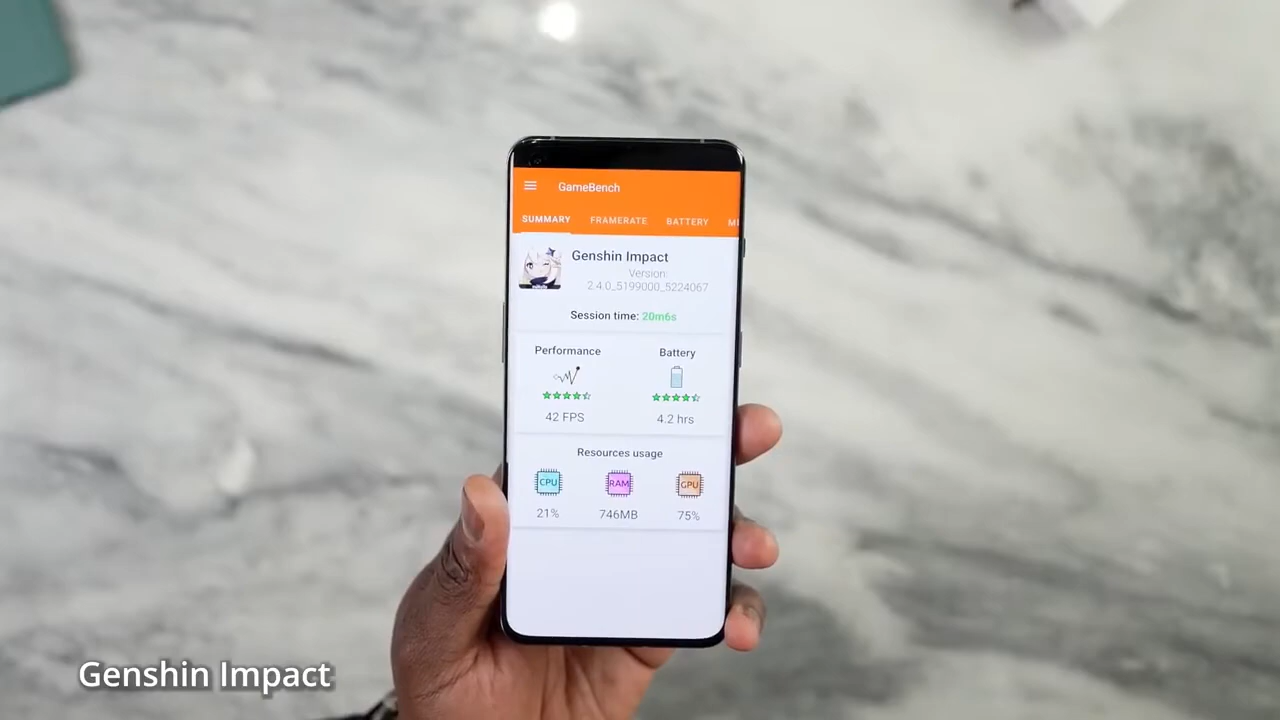 GameBench
SUMMARY FRAMERATE BATTERY
Genshin Impact
Version:
2.4.0_5199000_5224067
Session time: 20m6s
Performance Battery
42 FPS 4.2 hrs
Resources usage
CPU RAM GPU
21% 746MB 75%
Genshin Impact